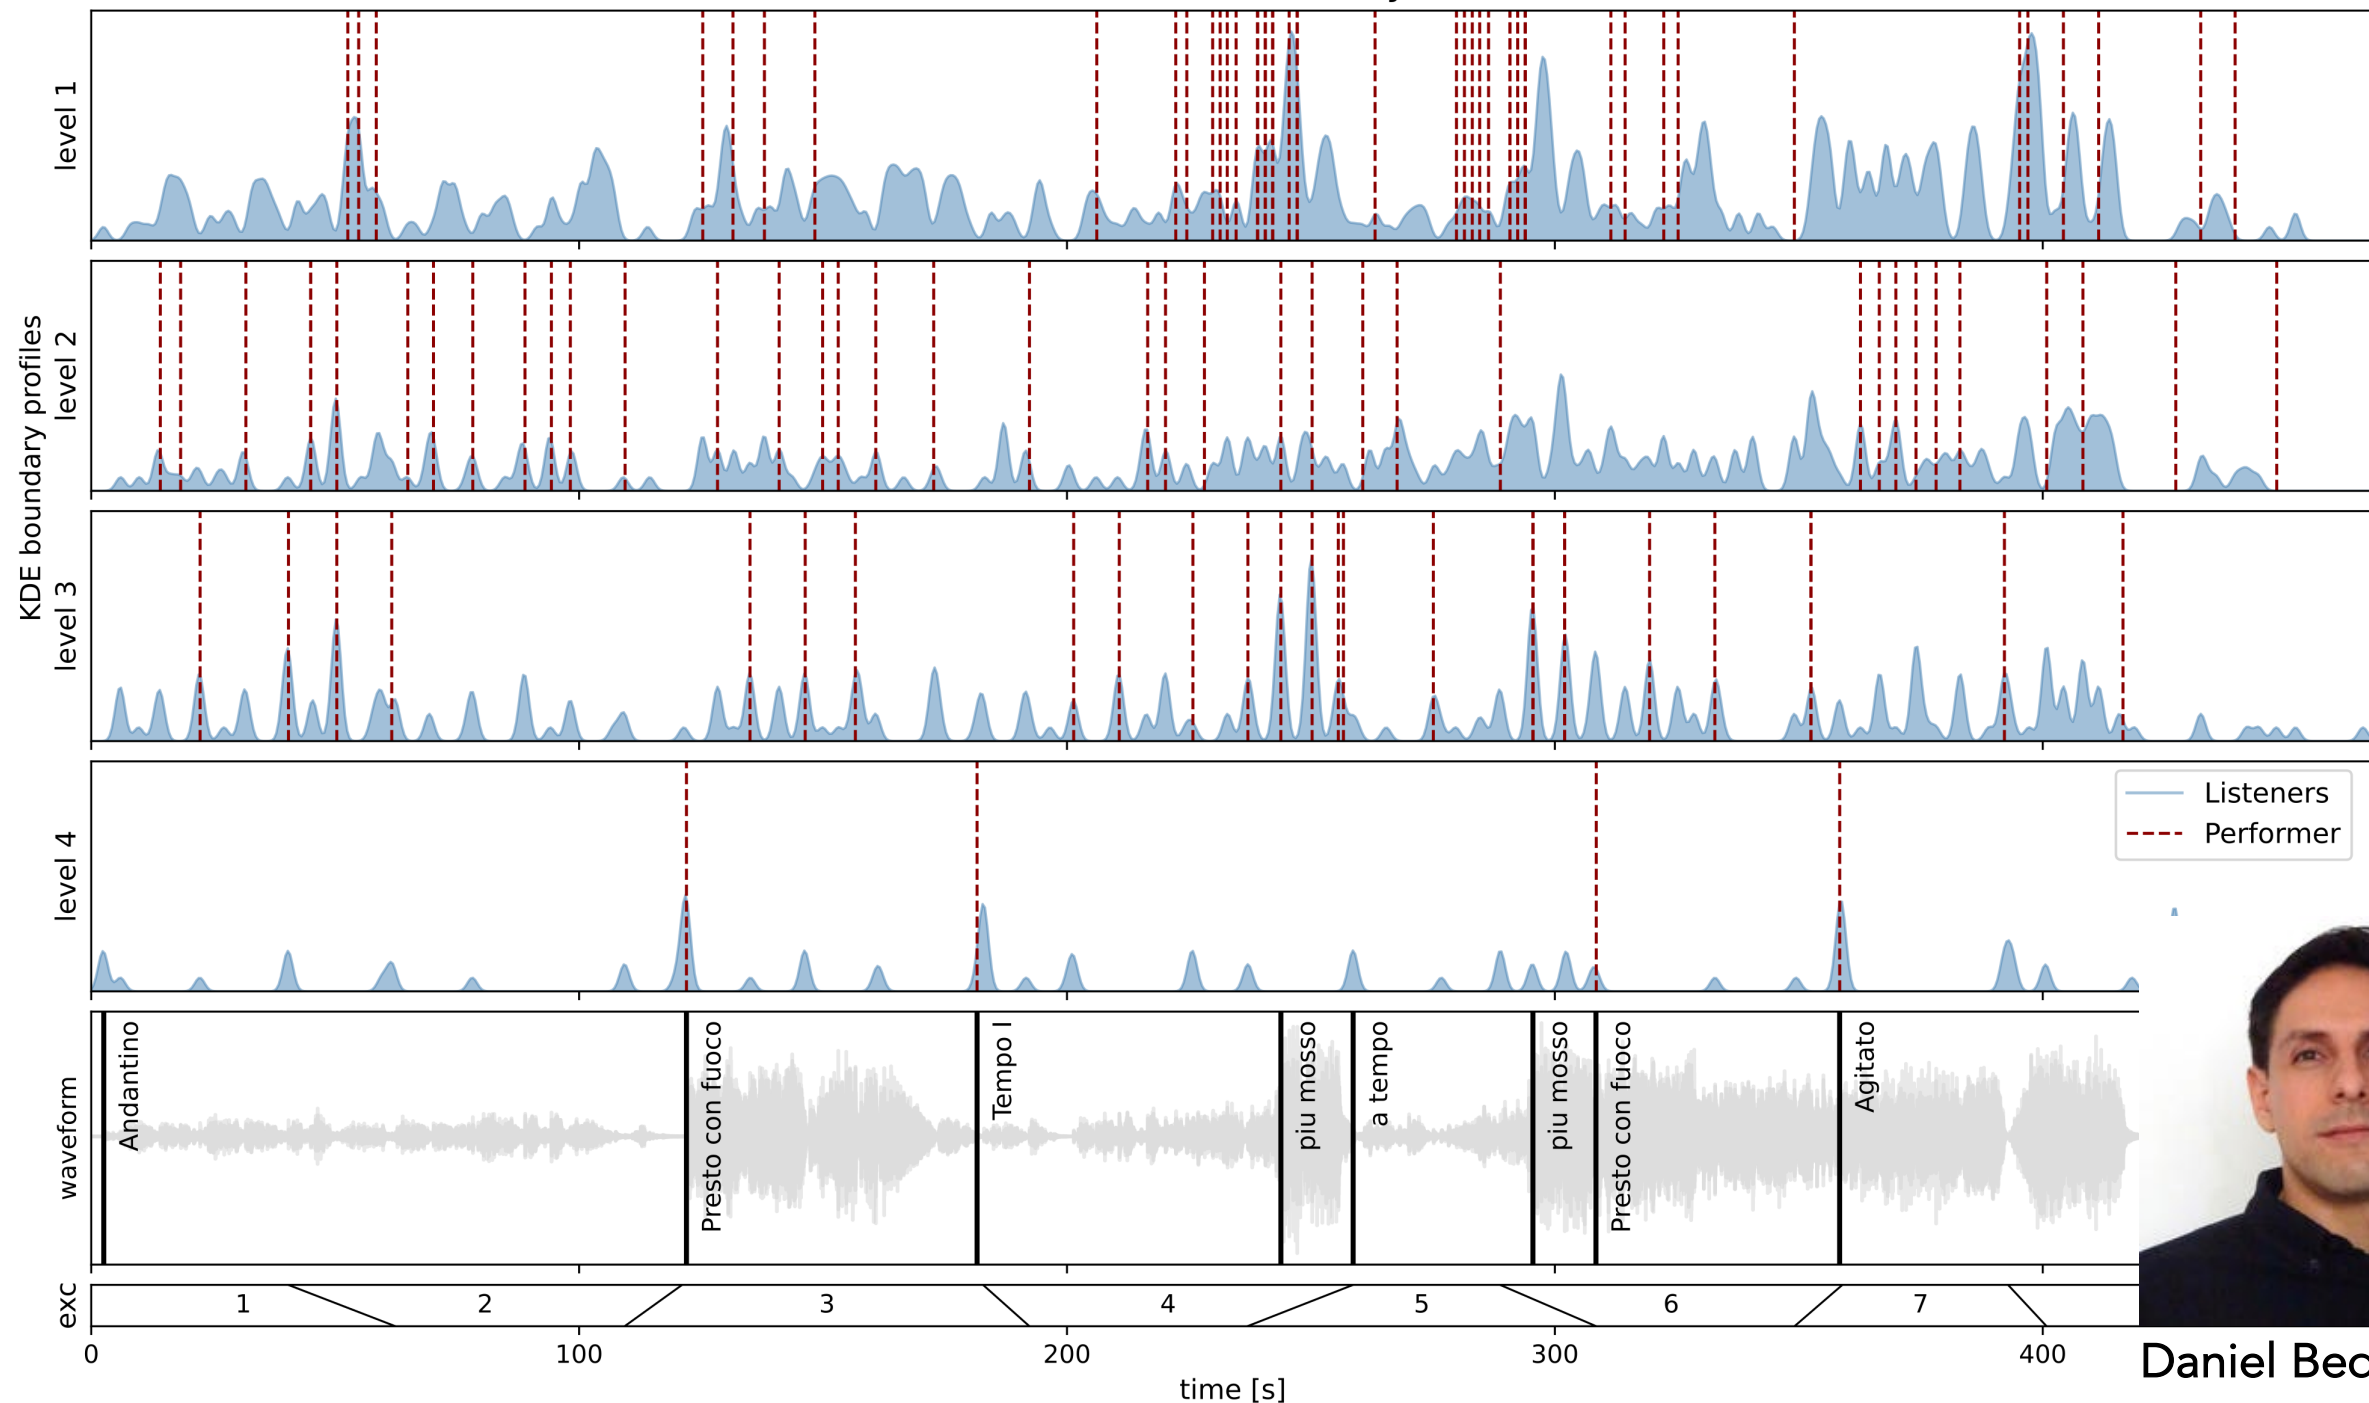 KDE boundary profiles
level 1
level 2
level 3
level 4
Listeners
Performer
waveform
Andantino
Presto con fuoco
Tempo I
piu mosso
a tempo
piu mosso
Presto con fuoco
Agitato
exc
1 2 3 4 5 6 7
0 100 200 300 400
time [s]
Daniel Bec